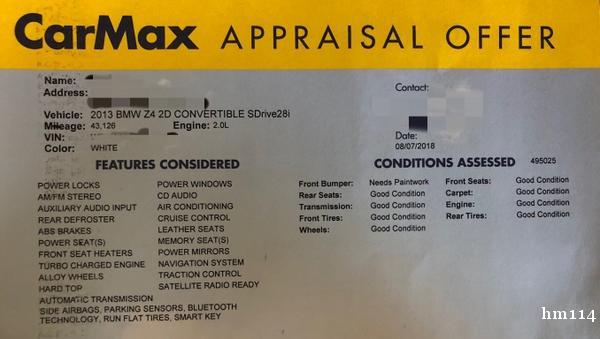 CarMax APPRAISAL OFFER
Name:
Address:
Contact:
Vehicle: 2013 BMW Z4 2D CONVERTIBLE SDrive28i
Mileage: 43,126 Engine: 2.0L
VIN:
Date:
Color: WHITE
08/07/2018
FEATURES CONSIDERED
CONDITIONS ASSESSED 495025
POWER LOCKS POWER WINDOWS
AM/FM STEREO CD AUDIO
AUXILIARY AUDIO INPUT AIR CONDITIONING
REAR DEFROSTER CRUISE CONTROL
ABS BRAKES LEATHER SEATS
POWER SEAT(S) MEMORY SEAT(S)
FRONT SEAT HEATERS POWER MIRRORS
TURBO CHARGED ENGINE NAVIGATION SYSTEM
ALLOY WHEELS TRACTION CONTROL
HARD TOP SATELLITE RADIO READY
AUTOMATIC TRANSMISSION
SIDE AIRBAGS, PARKING SENSORS, BLUETOOTH
TECHNOLOGY, RUN FLAT TIRES, SMART KEY
Front Bumper: Needs Paintwork Front Seats: Good Condition
Rear Seats: Good Condition Carpet: Good Condition
Transmission: Good Condition Engine: Good Condition
Front Tires: Good Condition Rear Tires: Good Condition
Wheels: Good Condition
hm114